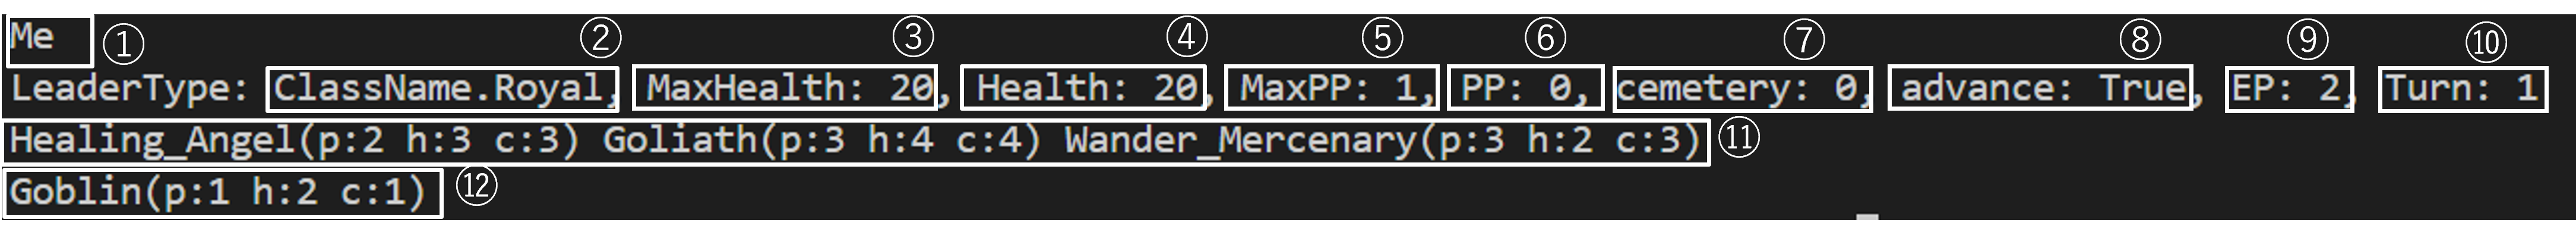 Me ① ② ③ ④ ⑤ ⑥ ⑦ ⑧ ⑨ ⑩
LeaderType: ClassName.Royal, MaxHealth: 20, Health: 20, MaxPP: 1, PP: 0, cemetery: 0, advance: True, EP: 2, Turn: 1
Healing_Angel(p:2 h:3 c:3) Goliath(p:3 h:4 c:4) Wander_Mercenary(p:3 h:2 c:3) ⑪
Goblin(p:1 h:2 c:1) ⑫